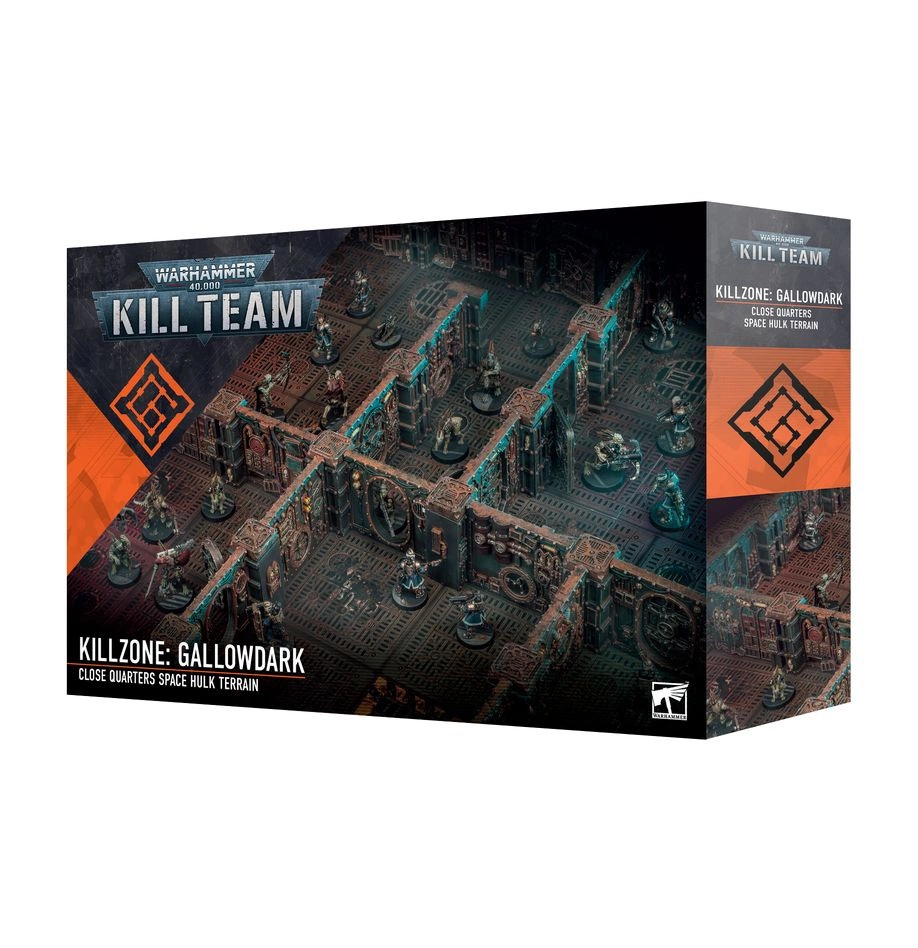 WARHAMMER
40,000
KILL TEAM
KILLZONE: GALLOWDARK
CLOSE QUARTERS SPACE HULK TERRAIN
WARHAMMER
WARHAMMER
40,000
KILL TEAM
KILLZONE: GALLOWDARK
CLOSE QUARTERS
SPACE HULK TERRAIN